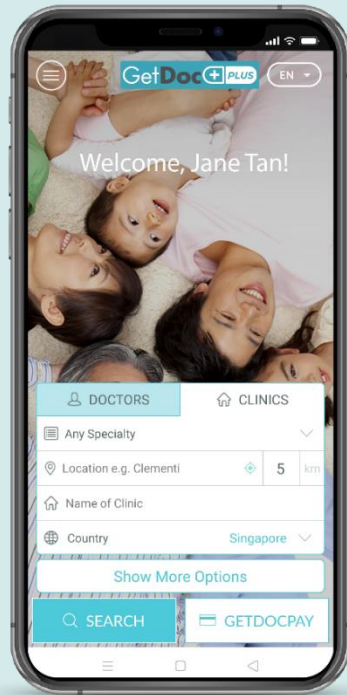 GetDoc PLUS
EN
Welcome, Jane Tan!
DOCTORS
CLINICS
Any Specialty
Location e.g. Clementi
5
km
Name of Clinic
Country
Singapore
Show More Options
SEARCH
GETDOCPAY